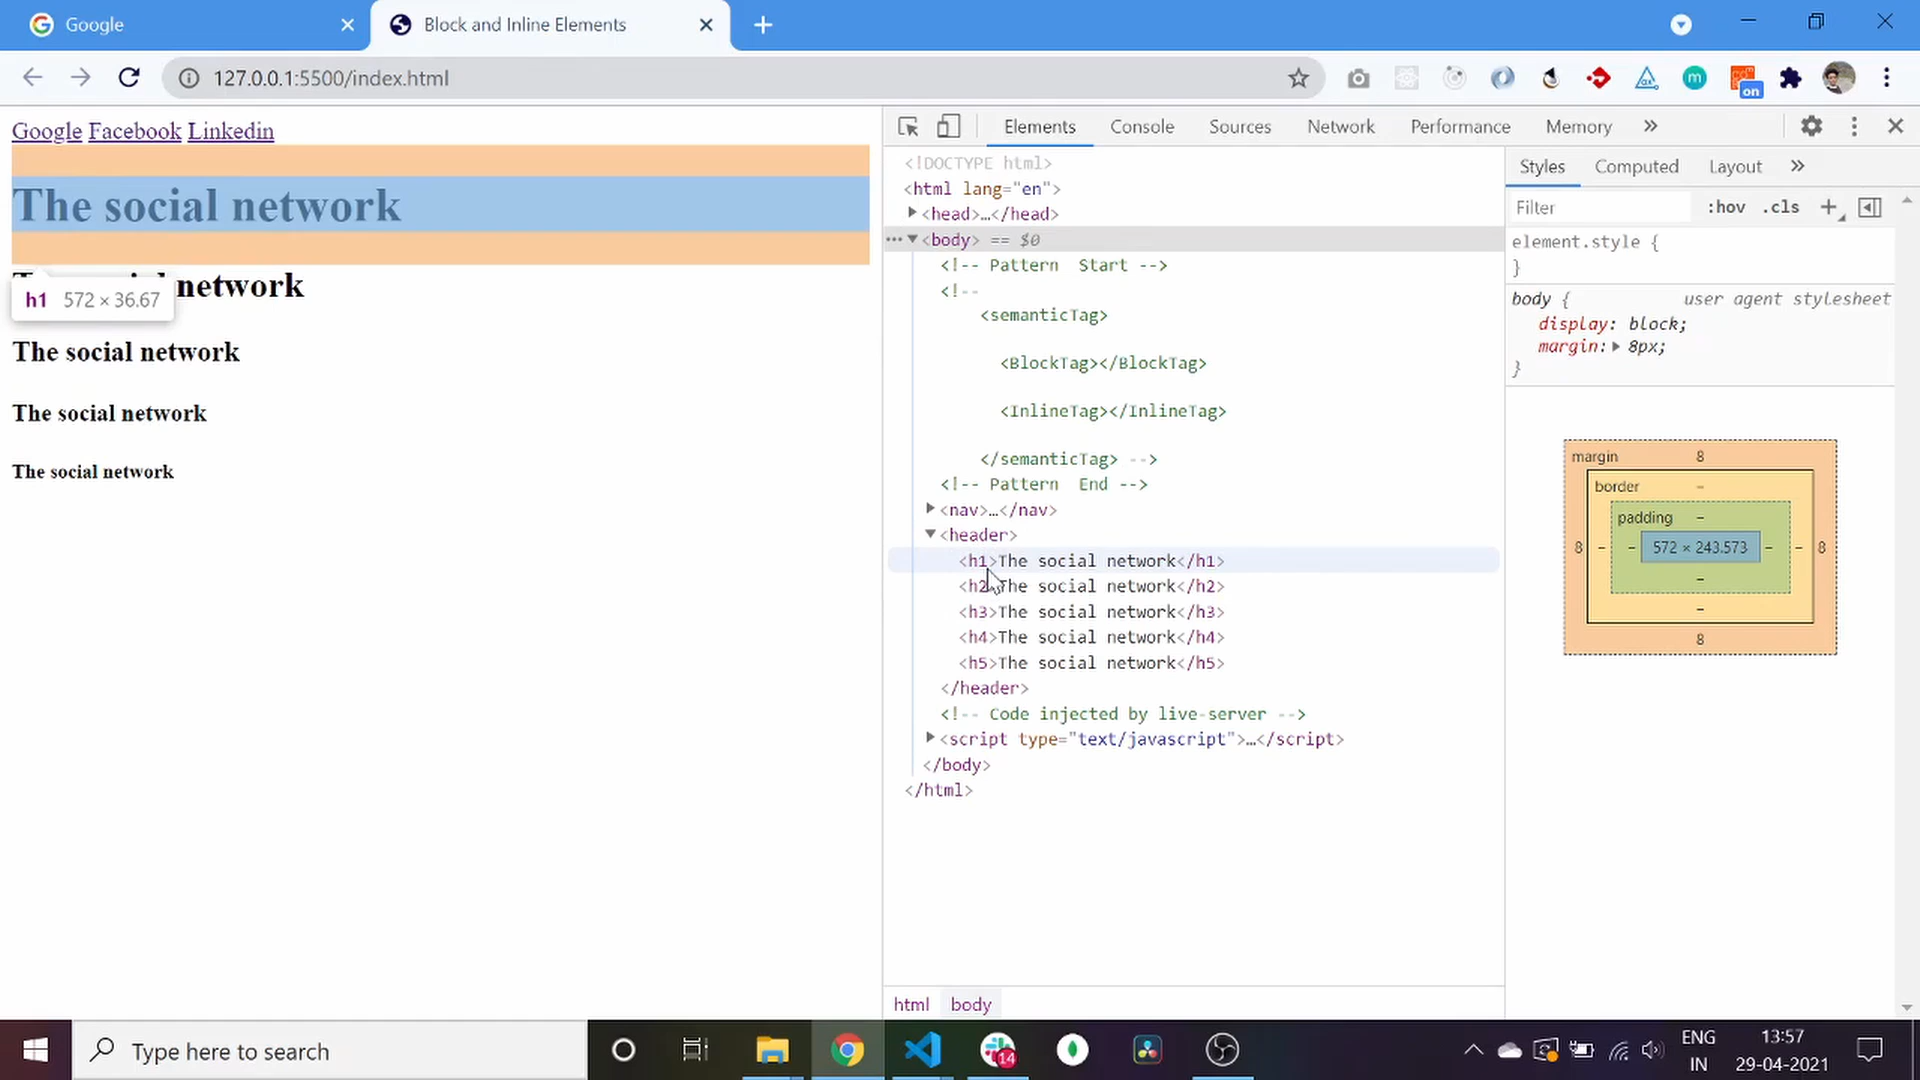 Google
Block and Inline Elements
127.0.0.1:5500/index.html
on
Google Facebook Linkedin
The social network
network
h1 572 × 36.67
The social network
The social network
The social network
Elements Console Sources Network Performance Memory
<!DOCTYPE html>
<html lang="en">
<head>…</head>
<body> == $0
<!-- Pattern  Start -->
<!--
<semanticTag>
<BlockTag></BlockTag>
<InlineTag></InlineTag>
</semanticTag> -->
<!-- Pattern  End -->
<nav>…</nav>
<header>
<h1>The social network</h1>
<h2>The social network</h2>
<h3>The social network</h3>
<h4>The social network</h4>
<h5>The social network</h5>
</header>
<!-- Code injected by live-server -->
<script type="text/javascript">…</script>
</body>
</html>
html body
Styles Computed Layout
Filter :hov .cls
element.style {
}
body { user agent stylesheet
display: block;
margin: 8px;
}
margin 8
border –
padding –
8 – – 572 × 243.573 – – 8
–
–
8
Type here to search
14
ENG
IN
13:57
29-04-2021